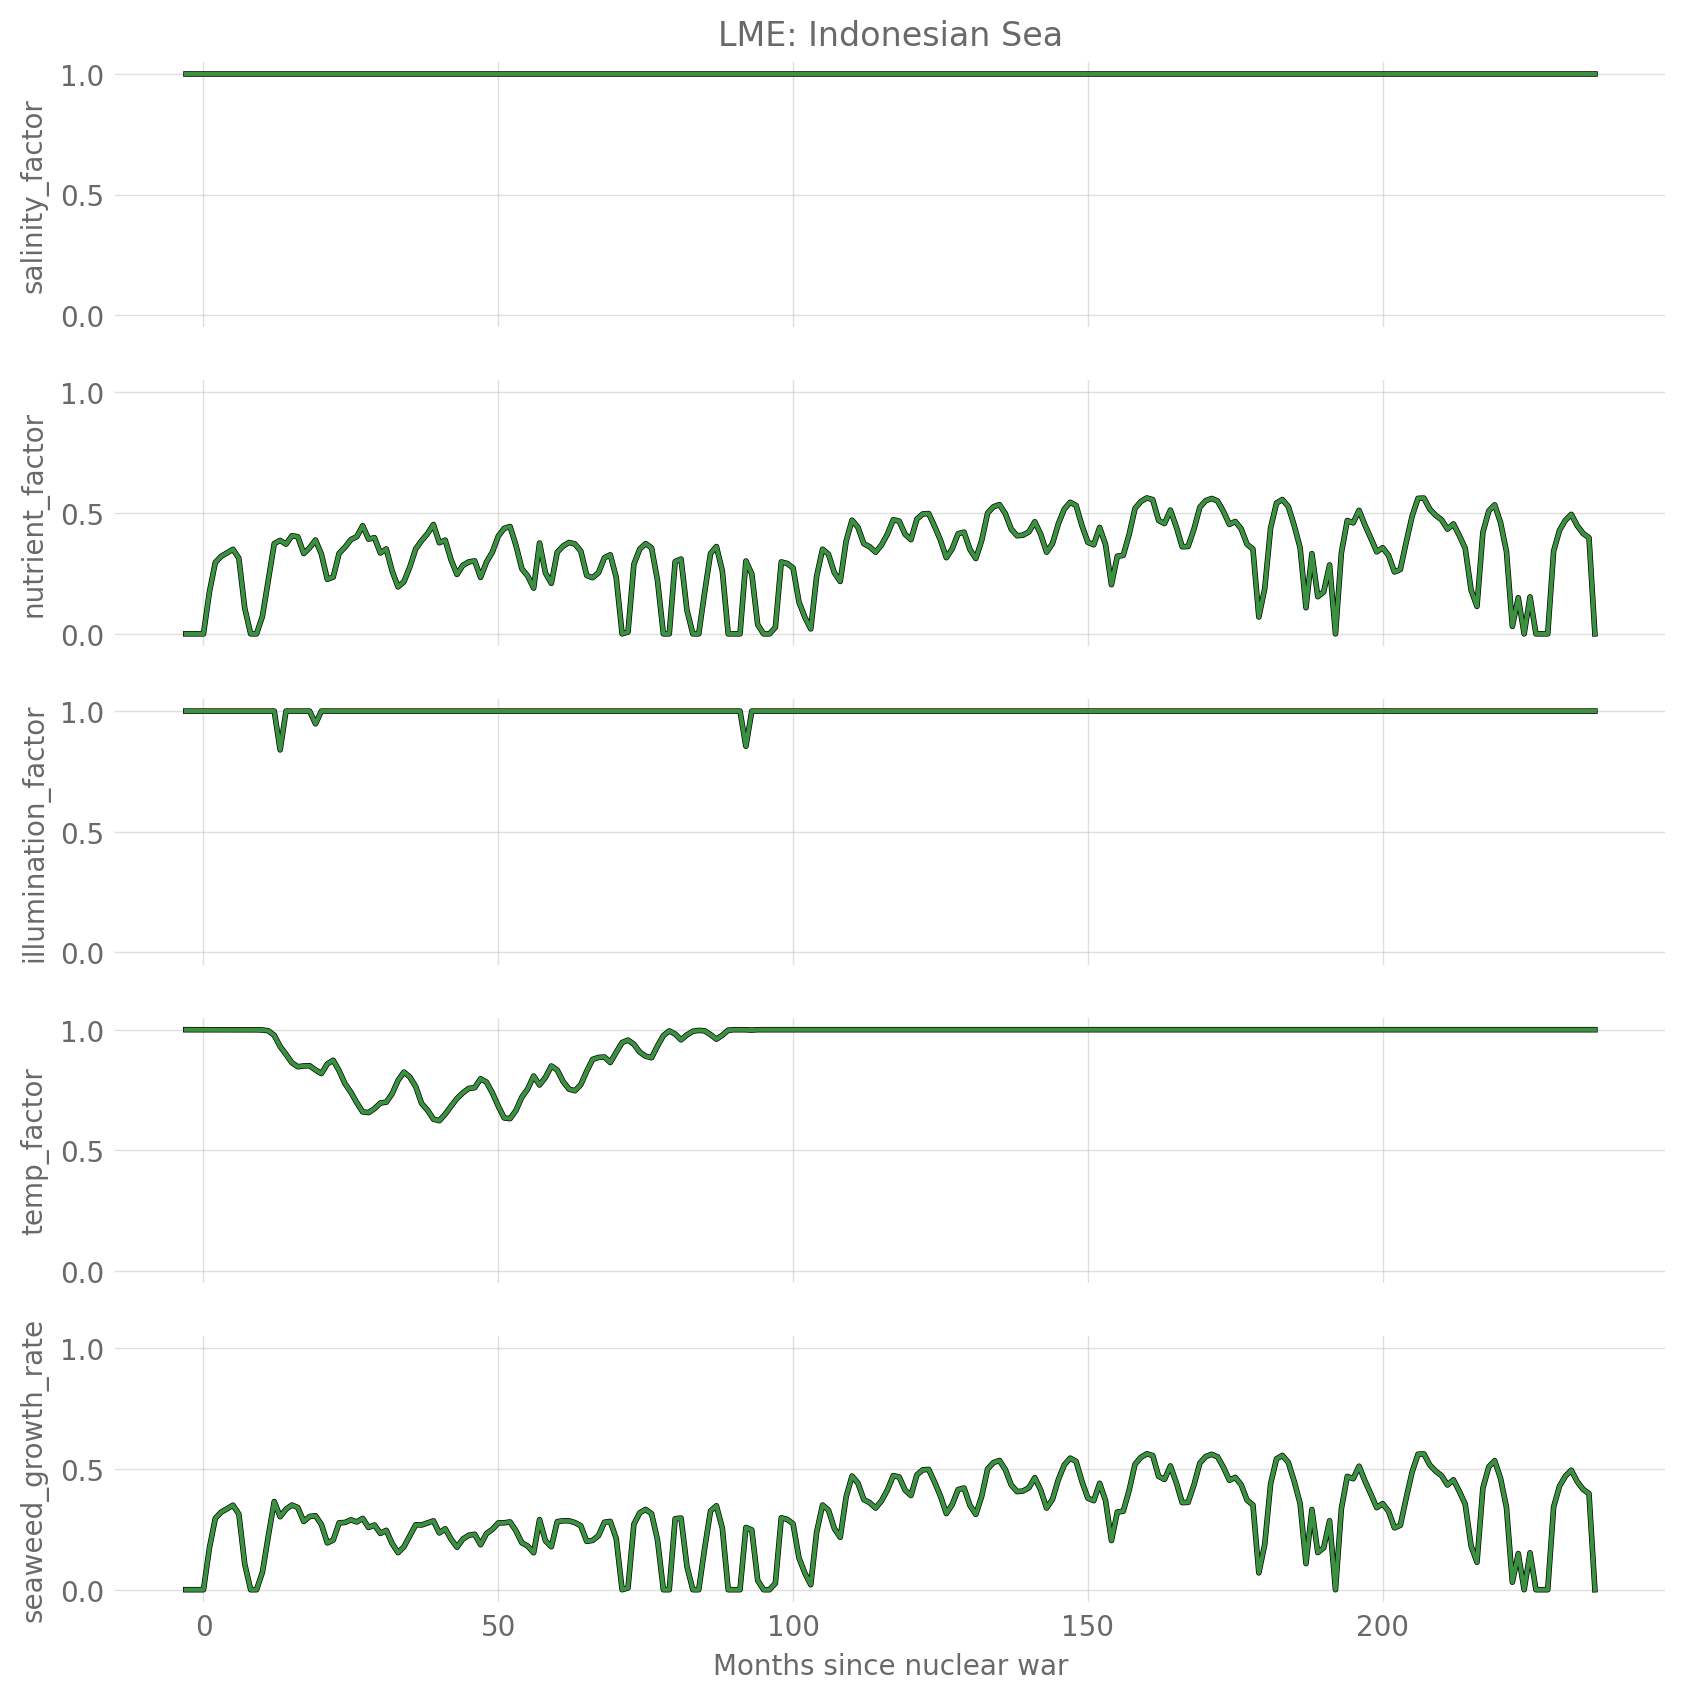 LME: Indonesian Sea
1.0
0.5
0.0
salinity_factor
1.0
0.5
0.0
nutrient_factor
1.0
0.5
0.0
illumination_factor
1.0
0.5
0.0
temp_factor
1.0
0.5
0.0
seaweed_growth_rate
0 50 100 150 200
Months since nuclear war